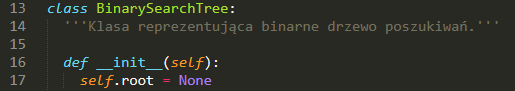 13 class BinarySearchTree:
14     '''Klasa reprezentująca binarne drzewo poszukiwań.'''
15
16     def __init__(self):
17         self.root = None